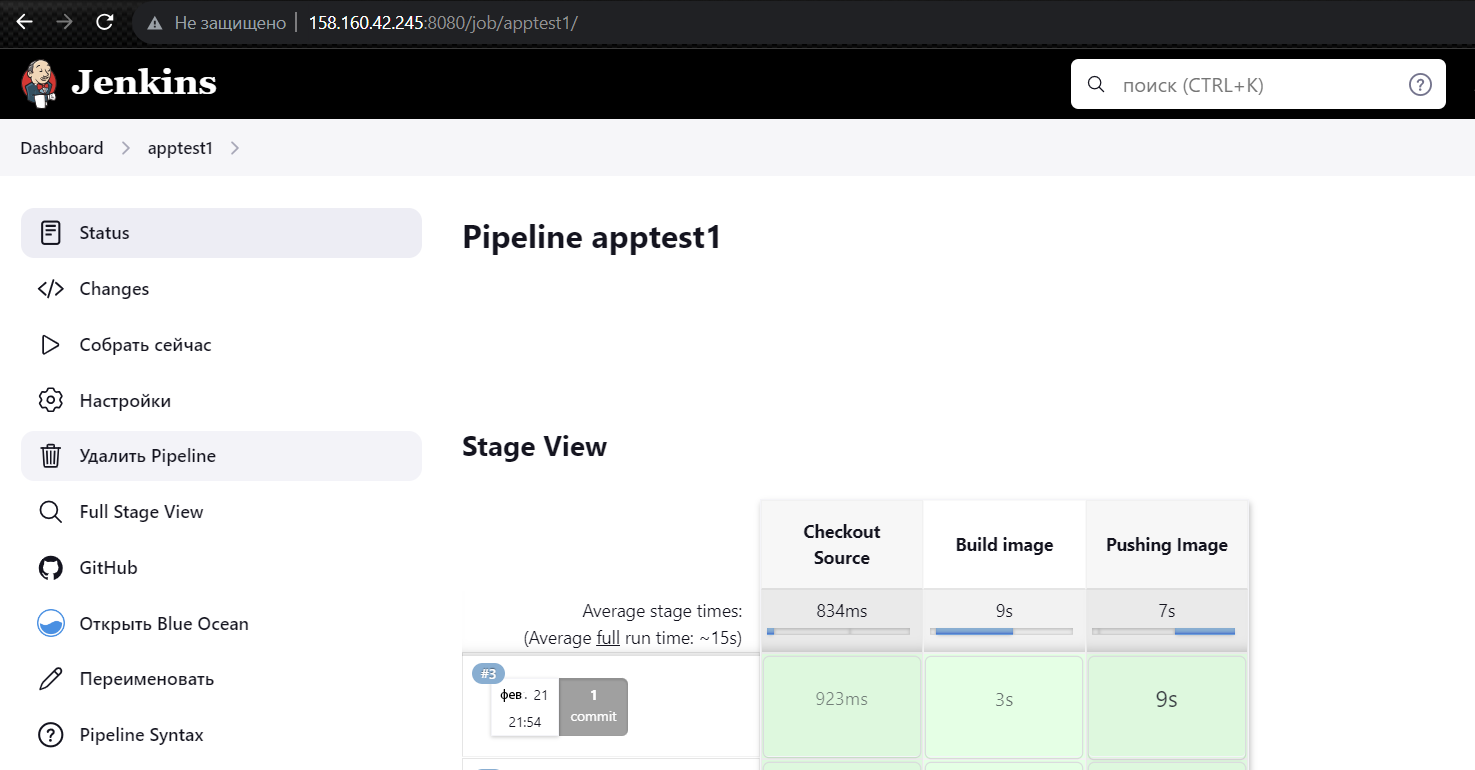 Не защищено | 158.160.42.245:8080/job/apptest1/
Jenkins
поиск (CTRL+K)
Dashboard
apptest1
Status
Changes
Собрать сейчас
Настройки
Удалить Pipeline
Full Stage View
GitHub
Открыть Blue Ocean
Переименовать
Pipeline Syntax
Pipeline apptest1
Stage View
Checkout
Source
Build image
Pushing Image
Average stage times:
(Average full run time: ~15s)
834ms
9s
7s
#3
фев. 21
21:54
1
commit
923ms
3s
9s